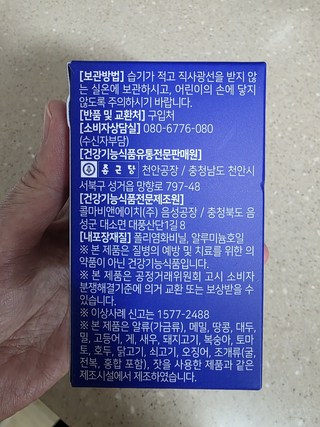 [보관방법] 습기가 적고 직사광선을 받지 않
는 실온에 보관하시고, 어린이의 손에 닿지
않도록 주의하시기 바랍니다.
[반품 및 교환처] 구입처
[소비자상담실] 080-6776-080
(수신자부담)
[건강기능식품유통전문판매원]
종근당 천안공장 / 충청남도 천안시
서북구 성거읍 망향로 797-48
[건강기능식품전문제조원]
콜마비앤에이치(주) 음성공장 / 충청북도 음
성군 대소면 대풍산단1길 8
[내포장재질] 폴리염화비닐, 알루미늄호일
※ 본 제품은 질병의 예방 및 치료를 위한 의
약품이 아닌 건강기능식품입니다.
※ 본 제품은 공정거래위원회 고시 소비자
분쟁해결기준에 의거 교환 또는 보상받을 수
있습니다.
※ 이상사례 신고는 1577-2488
※ 본 제품은 알류(가금류), 메밀, 땅콩, 대두,
밀, 고등어, 게, 새우, 돼지고기, 복숭아, 토마
토, 호두, 닭고기, 쇠고기, 오징어, 조개류(굴,
전복, 홍합 포함), 잣을 사용한 제품과 같은
제조시설에서 제조하였습니다.